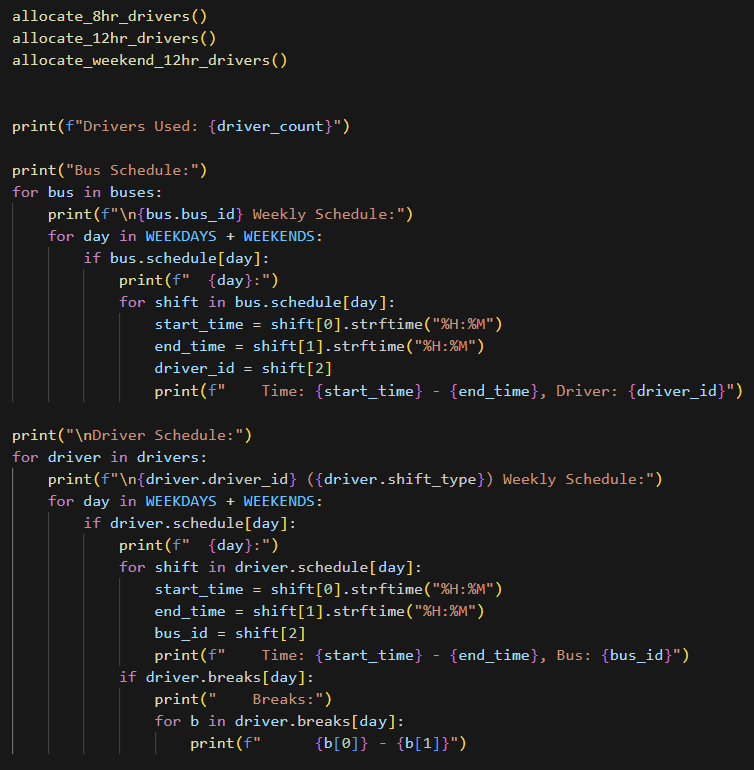 allocate_8hr_drivers()
allocate_12hr_drivers()
allocate_weekend_12hr_drivers()


print(f"Drivers Used: {driver_count}")

print("Bus Schedule:")
for bus in buses:
    print(f"\n{bus.bus_id} Weekly Schedule:")
    for day in WEEKDAYS + WEEKENDS:
        if bus.schedule[day]:
            print(f"  {day}:")
            for shift in bus.schedule[day]:
                start_time = shift[0].strftime("%H:%M")
                end_time = shift[1].strftime("%H:%M")
                driver_id = shift[2]
                print(f"    Time: {start_time} - {end_time}, Driver: {driver_id}")

print("\nDriver Schedule:")
for driver in drivers:
    print(f"\n{driver.driver_id} ({driver.shift_type}) Weekly Schedule:")
    for day in WEEKDAYS + WEEKENDS:
        if driver.schedule[day]:
            print(f"  {day}:")
            for shift in driver.schedule[day]:
                start_time = shift[0].strftime("%H:%M")
                end_time = shift[1].strftime("%H:%M")
                bus_id = shift[2]
                print(f"    Time: {start_time} - {end_time}, Bus: {bus_id}")
            if driver.breaks[day]:
                print("    Breaks:")
                for b in driver.breaks[day]:
                    print(f"      {b[0]} - {b[1]}")